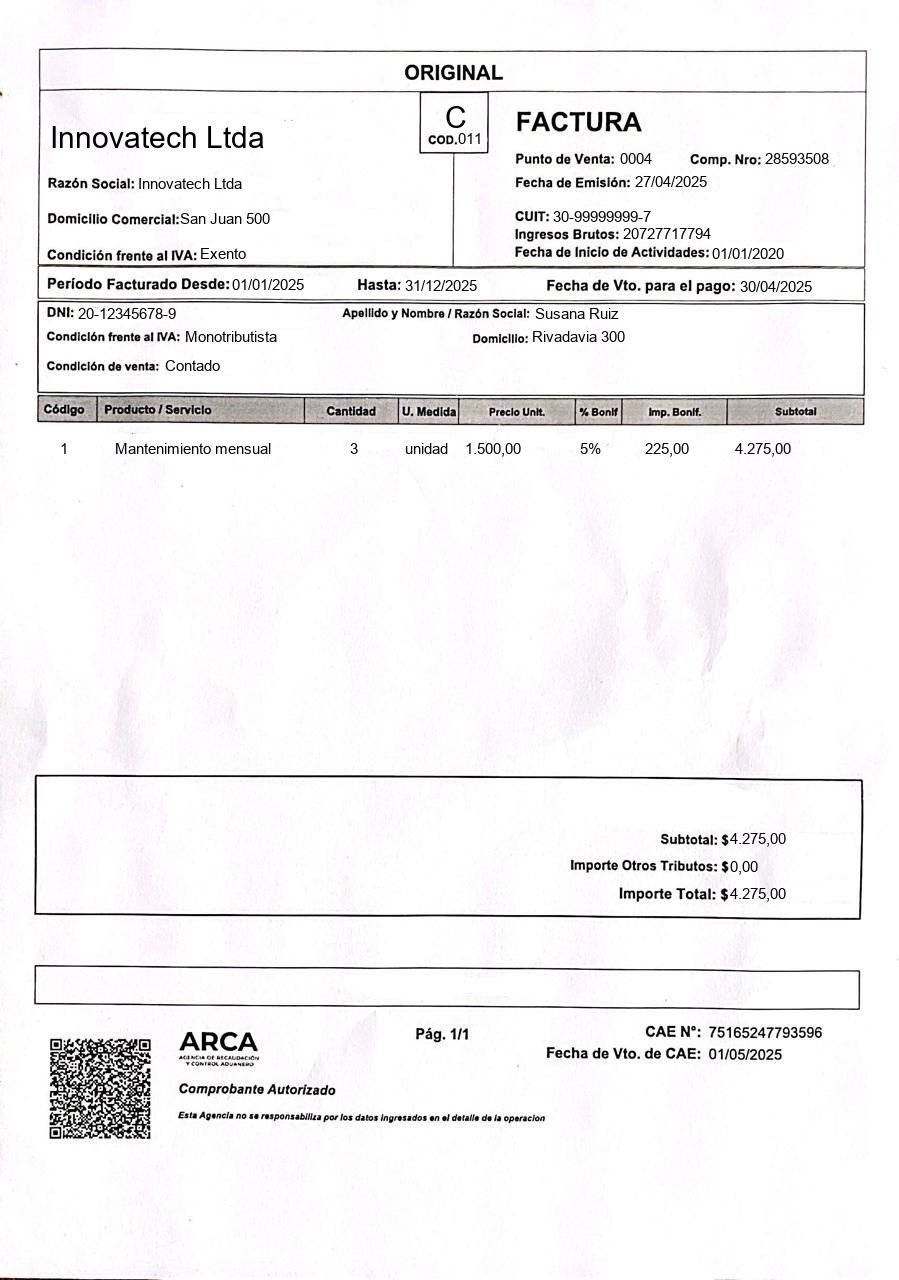 ORIGINAL
Innovatech Ltda
C
COD.011
FACTURA
Punto de Venta: 0004 Comp. Nro: 28593508
Fecha de Emisión: 27/04/2025
Razón Social: Innovatech Ltda
Domicilio Comercial:San Juan 500
Condición frente al IVA: Exento
CUIT: 30-99999999-7
Ingresos Brutos: 20727717794
Fecha de Inicio de Actividades: 01/01/2020
Período Facturado Desde: 01/01/2025 Hasta: 31/12/2025 Fecha de Vto. para el pago: 30/04/2025
DNI: 20-12345678-9 Apellido y Nombre / Razón Social: Susana Ruiz
Condición frente al IVA: Monotributista Domicilio: Rivadavia 300
Condición de venta: Contado
Código Producto / Servicio Cantidad U. Medida Precio Unit. % Bonif Imp. Bonif. Subtotal
1 Mantenimiento mensual 3 unidad 1.500,00 5% 225,00 4.275,00
Subtotal: $4.275,00
Importe Otros Tributos: $0,00
Importe Total: $4.275,00
ARCA
AGENCIA DE RECAUDACIÓN
Y CONTROL ADUANERO
Pág. 1/1
CAE N°: 75165247793596
Fecha de Vto. de CAE: 01/05/2025
Comprobante Autorizado
Esta Agencia no se responsabiliza por los datos ingresados en el detalle de la operación